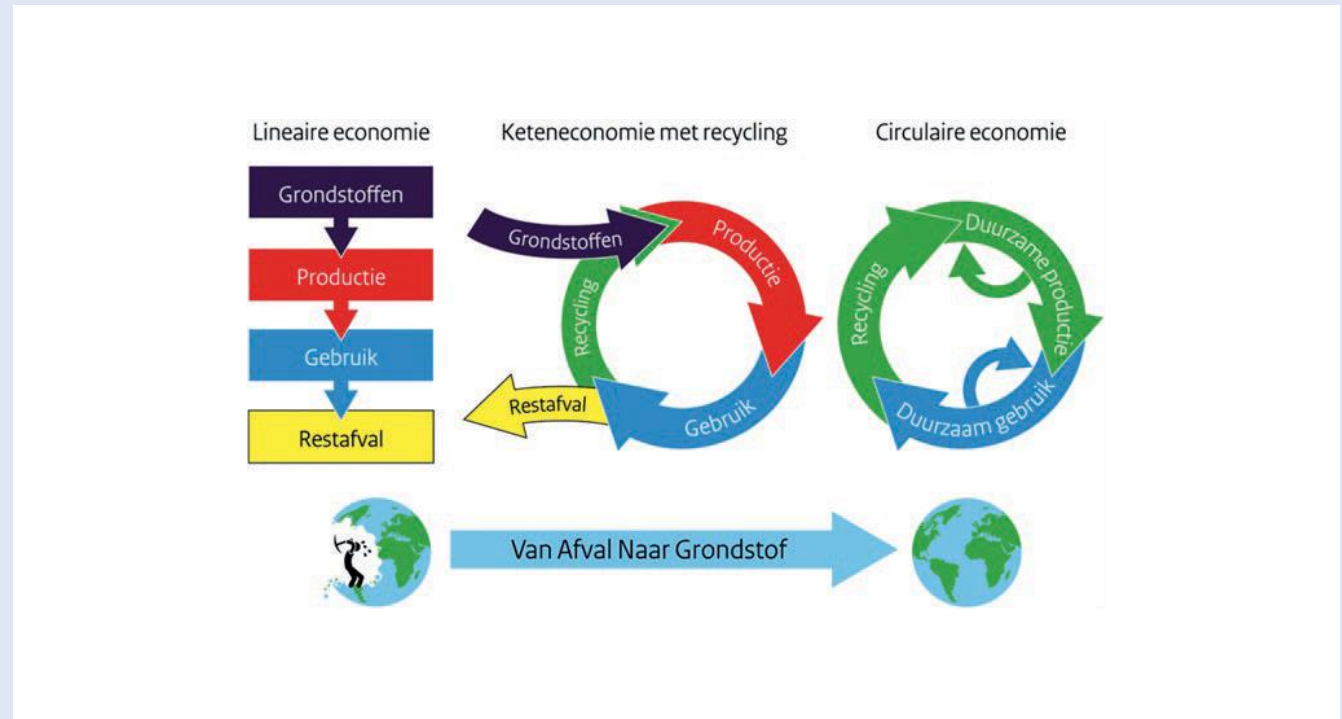 Lineaire economie
Grondstoffen
Productie
Gebruik
Restafval
Keteneconomie met recycling
Grondstoffen
Productie
Gebruik
Recycling
Restafval
Circulaire economie
Duurzame productie
Duurzaam gebruik
Recycling
Van Afval Naar Grondstof